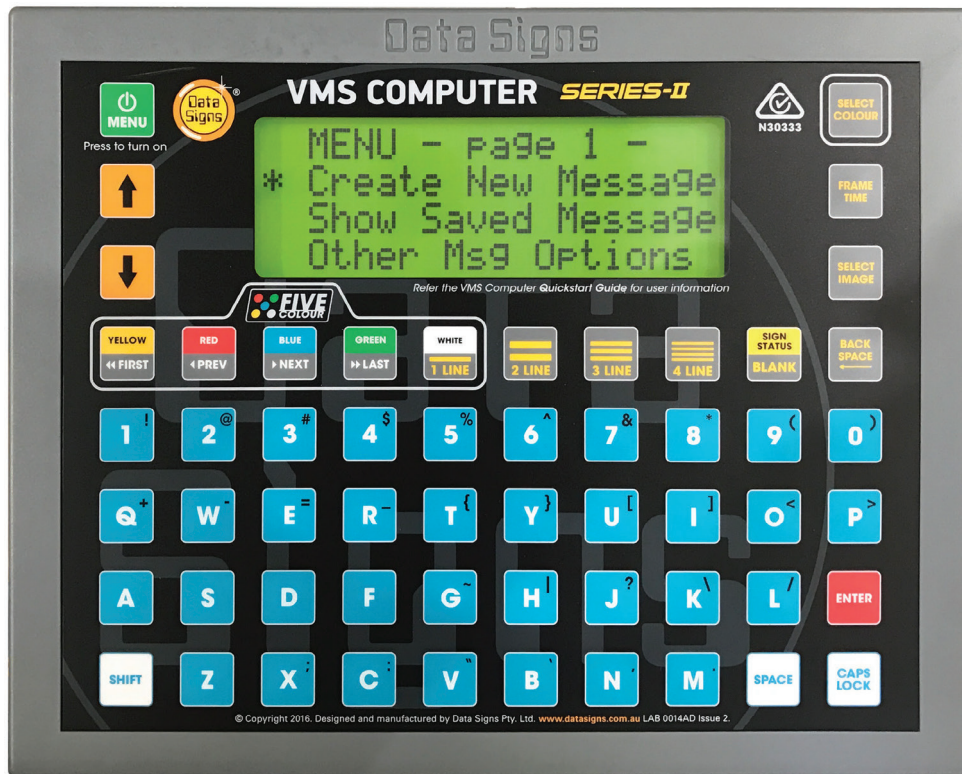 Data Signs
MENU
Press to turn on
Data
Signs
®
VMS COMPUTER SERIES-II
N30333
SELECT
COLOUR
MENU - page 1 -
* Create New Message
Show Saved Message
Other Msg Options
↑
FRAME
TIME
↓
SELECT
IMAGE
Refer the VMS Computer Quickstart Guide for user information
FIVE
COLOUR
YELLOW
FIRST
RED
PREV
BLUE
NEXT
GREEN
LAST
WHITE
1 LINE
2 LINE
3 LINE
4 LINE
SIGN
STATUS
BLANK
BACK
SPACE
1 ! 2 @ 3 # 4 $ 5 % 6 ^ 7 & 8 * 9 ( 0 )
Q + W - E = R _ T { Y } U [ I ] O < P >
A S D F G ~ H | J ? K \ L / ENTER
SHIFT Z X ; C : V " B ` N , M . SPACE CAPS
LOCK
Data
Signs
© Copyright 2016. Designed and manufactured by Data Signs Pty. Ltd. www.datasigns.com.au LAB 0014AD Issue 2.